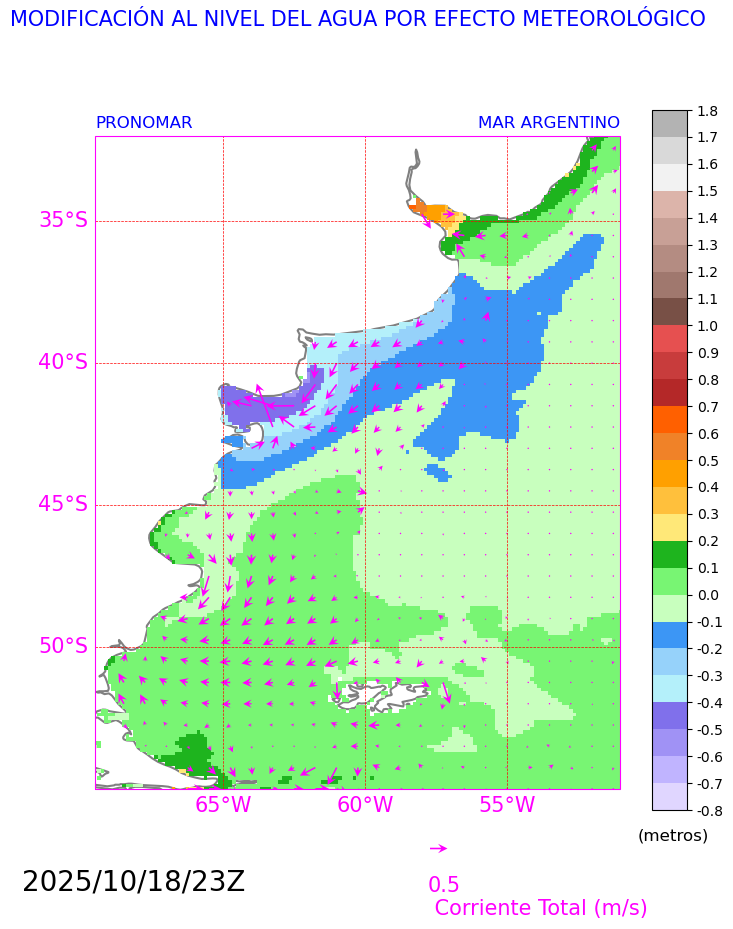 MODIFICACIÓN AL NIVEL DEL AGUA POR EFECTO METEOROLÓGICO
PRONOMAR MAR ARGENTINO
35°S
40°S
45°S
50°S
65°W 60°W 55°W
1.8
1.7
1.6
1.5
1.4
1.3
1.2
1.1
1.0
0.9
0.8
0.7
0.6
0.5
0.4
0.3
0.2
0.1
0.0
-0.1
-0.2
-0.3
-0.4
-0.5
-0.6
-0.7
-0.8
(metros)
2025/10/18/23Z
0.5
Corriente Total (m/s)